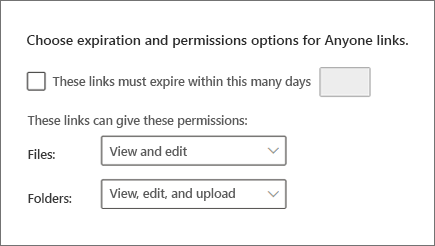 Choose expiration and permissions options for Anyone links.
These links must expire within this many days
These links can give these permissions:
Files: View and edit
Folders: View, edit, and upload